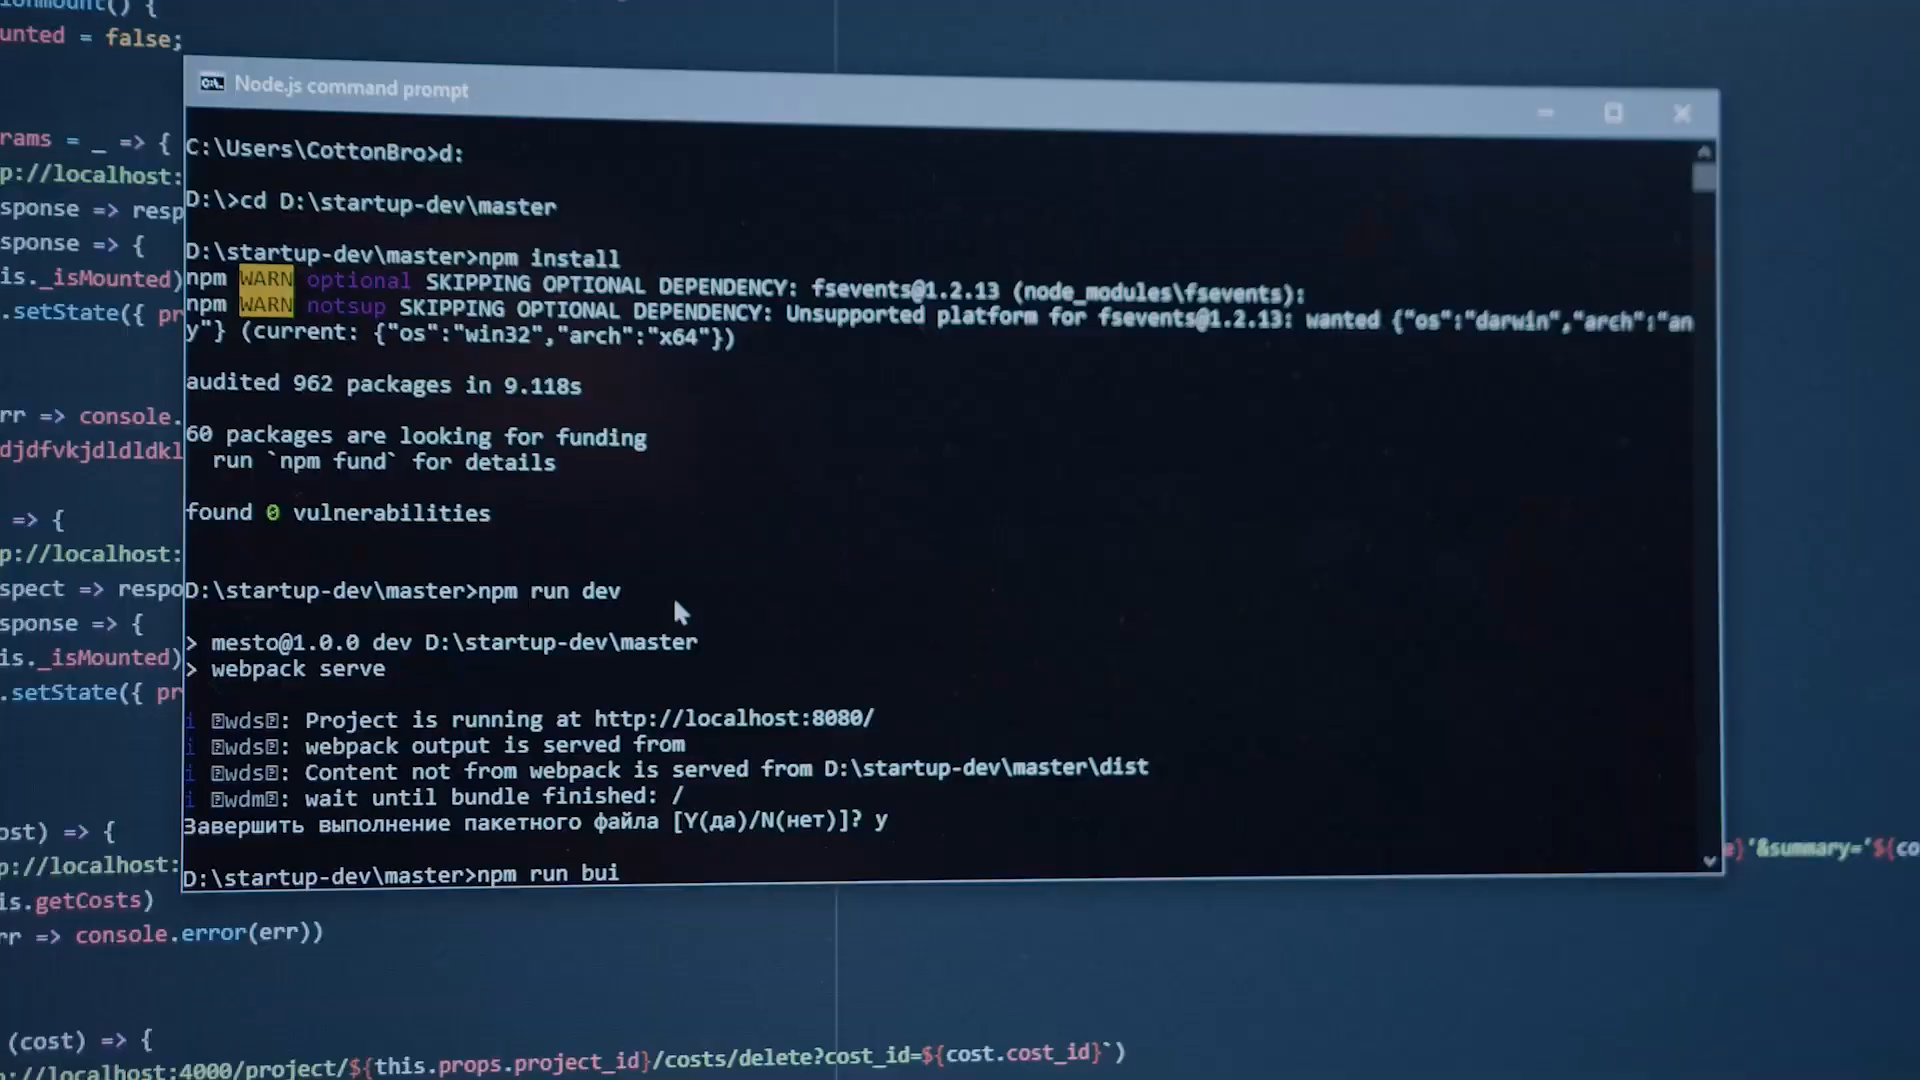 unted = false;
Node.js command prompt
C:\Users\CottonBro>d:
D:\>cd D:\startup-dev\master
D:\startup-dev\master>npm install
npm WARN optional SKIPPING OPTIONAL DEPENDENCY: fsevents@1.2.13 (node_modules\fsevents):
npm WARN notsup SKIPPING OPTIONAL DEPENDENCY: Unsupported platform for fsevents@1.2.13: wanted {"os":"darwin","arch":"an
y"} (current: {"os":"win32","arch":"x64"})
audited 962 packages in 9.118s
60 packages are looking for funding
run `npm fund` for details
found 0 vulnerabilities
D:\startup-dev\master>npm run dev
> mesto@1.0.0 dev D:\startup-dev\master
> webpack serve
i wds: Project is running at http://localhost:8080/
i wds: webpack output is served from
i wds: Content not from webpack is served from D:\startup-dev\master\dist
i wdm: wait until bundle finished: /
Завершить выполнение пакетного файла [Y(да)/N(нет)]? y
D:\startup-dev\master>npm run bui
rams = _ => {
p://localhost:
sponse => resp
sponse => {
is._isMounted)
.setState({ pr
rr => console.
djdfvkjdldldkl
=> {
p://localhost:
spect => respo
sponse => {
is._isMounted)
.setState({ pr
ost) => {
p://localhost:
}'&summary='${co
is.getCosts)
rr => console.error(err))
(cost) => {
://localhost:4000/project/${this.props.project_id}/costs/delete?cost_id=${cost.cost_id}`)